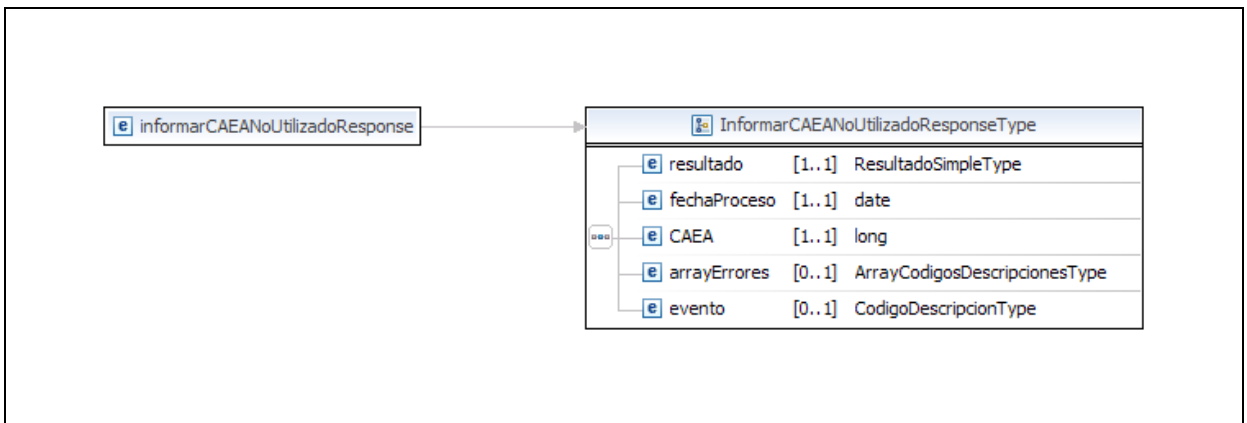 e informarCAEANoUtilizadoResponse
InformarCAEANoUtilizadoResponseType
e resultado [1..1] ResultadoSimpleType
e fechaProceso [1..1] date
e CAEA [1..1] long
e arrayErrores [0..1] ArrayCodigosDescripcionesType
e evento [0..1] CodigoDescripcionType